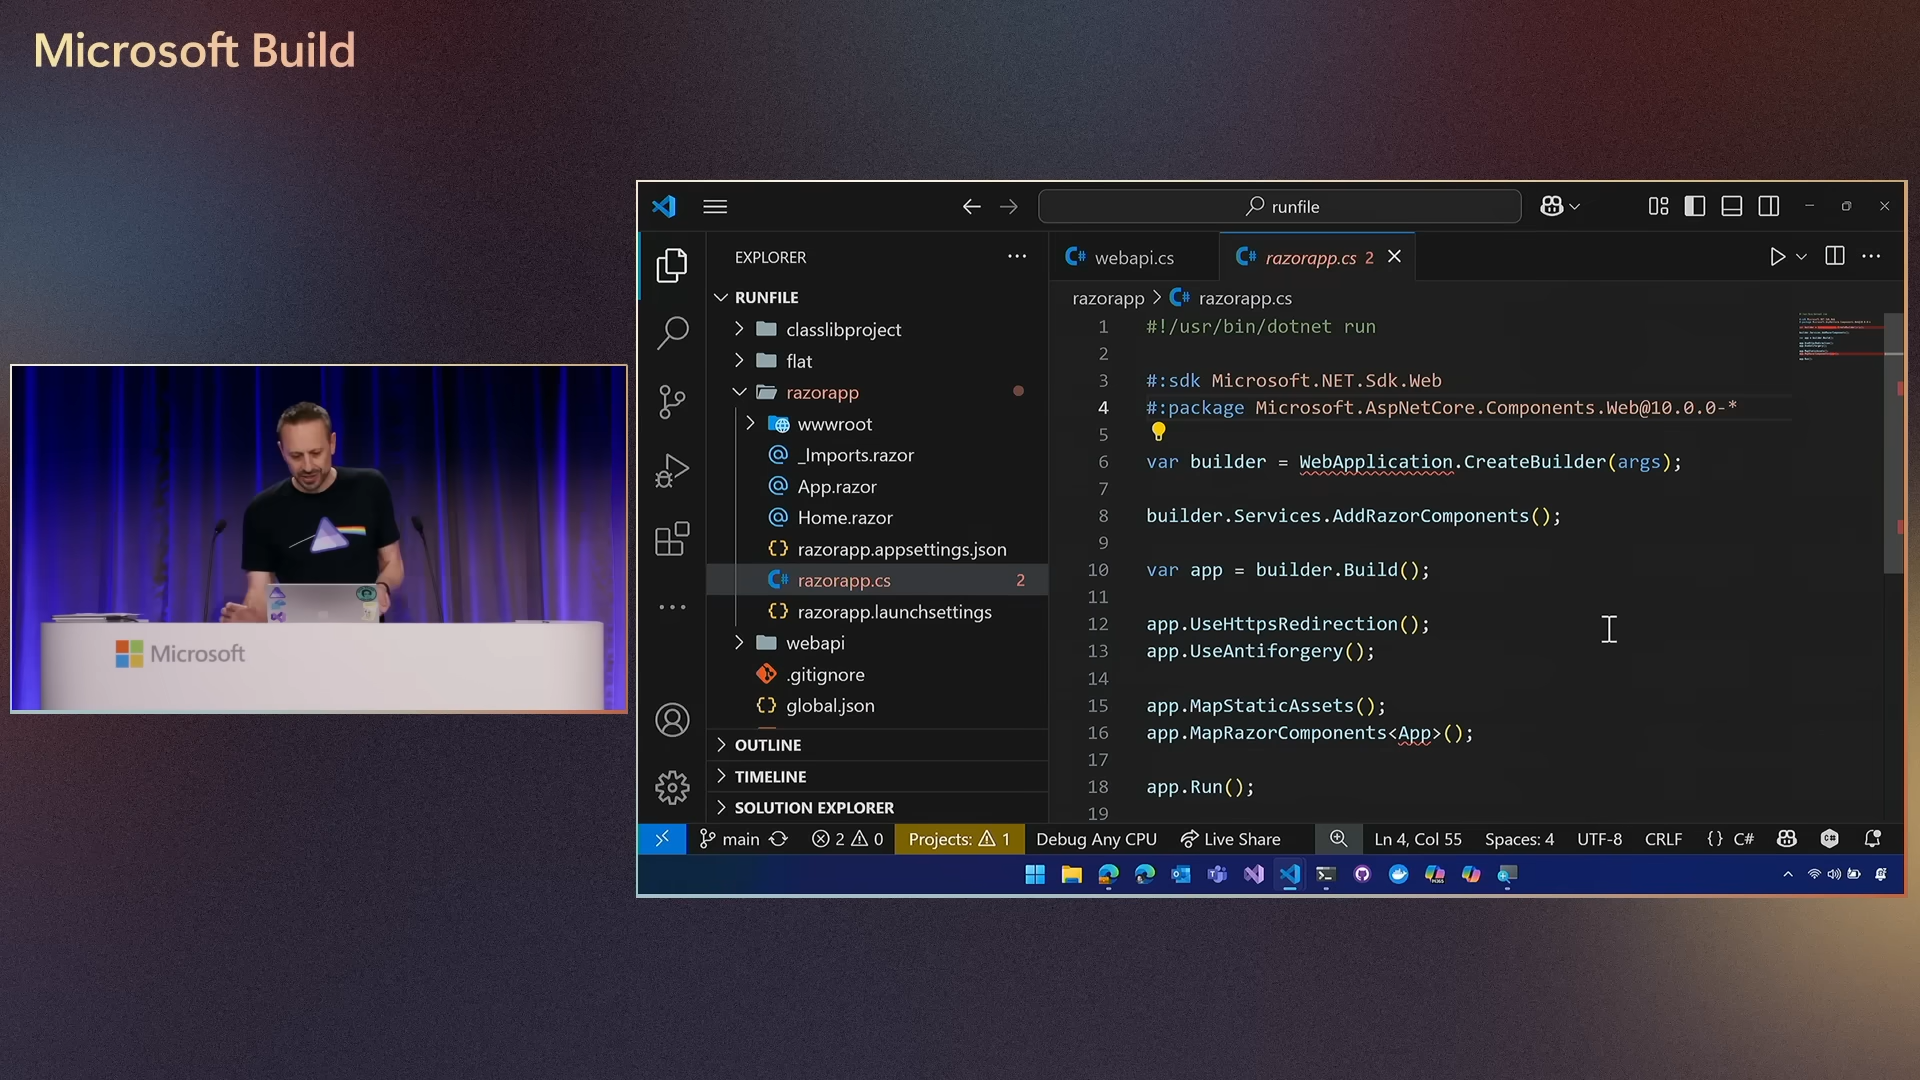 Microsoft Build
Microsoft
runfile
EXPLORER
RUNFILE
classlibproject
flat
razorapp
wwwroot
_Imports.razor
App.razor
Home.razor
razorapp.appsettings.json
razorapp.cs
2
razorapp.launchsettings
webapi
.gitignore
global.json
OUTLINE
TIMELINE
SOLUTION EXPLORER
webapi.cs
razorapp.cs 2
razorapp > razorapp.cs
1 #!/usr/bin/dotnet run
2
3 #:sdk Microsoft.NET.Sdk.Web
4 #:package Microsoft.AspNetCore.Components.Web@10.0.0-*
5
6 var builder = WebApplication.CreateBuilder(args);
7
8 builder.Services.AddRazorComponents();
9
10 var app = builder.Build();
11
12 app.UseHttpsRedirection();
13 app.UseAntiforgery();
14
15 app.MapStaticAssets();
16 app.MapRazorComponents<App>();
17
18 app.Run();
19
main 2 0 Projects: 1 Debug Any CPU Live Share Ln 4, Col 55 Spaces: 4 UTF-8 CRLF {} C#